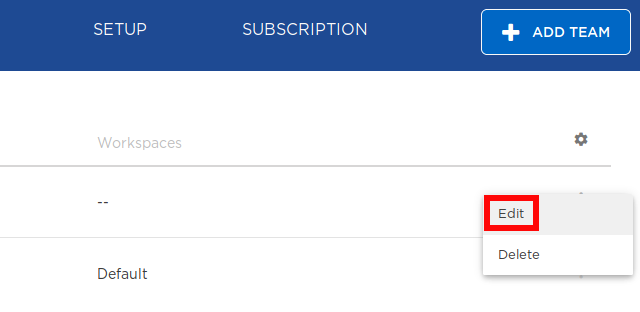 SETUP
SUBSCRIPTION
ADD TEAM
Workspaces
--
Edit
Delete
Default